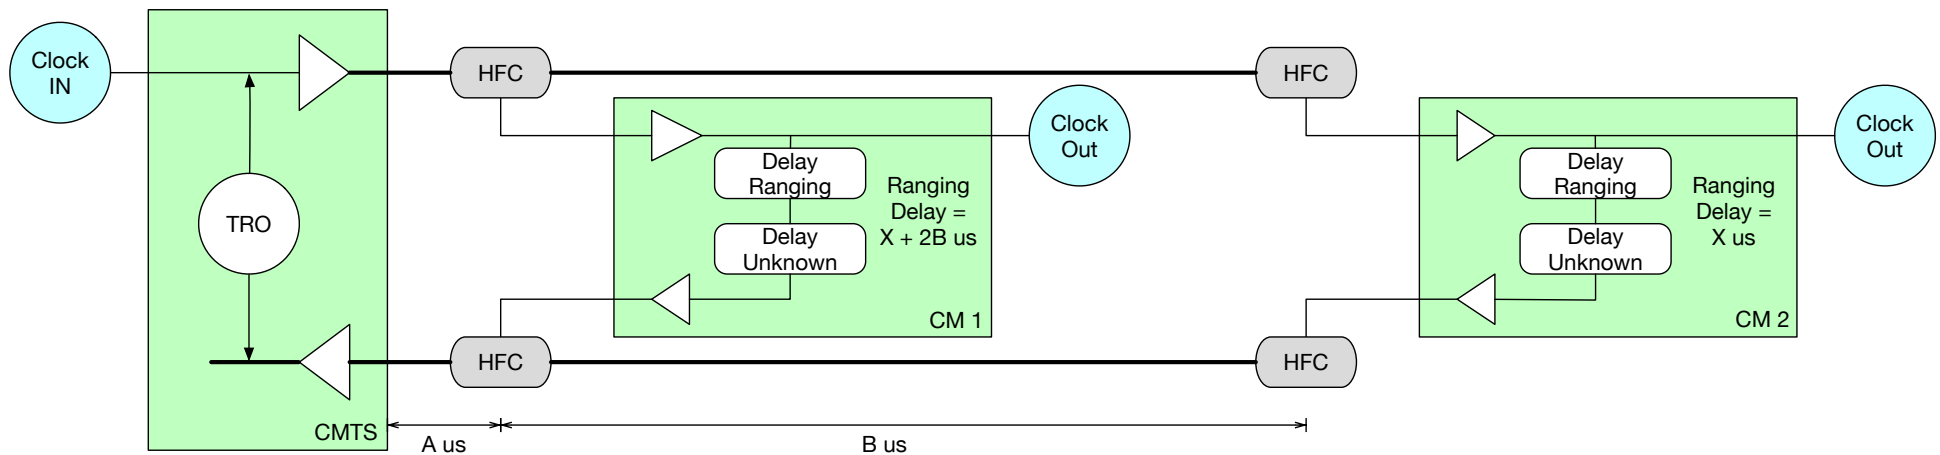 Clock
IN
HFC
HFC
Clock
Out
Clock
Out
Delay
Ranging
Ranging
Delay =
X + 2B us
Delay
Ranging
Ranging
Delay =
X us
TRO
Delay
Unknown
Delay
Unknown
CM 1
CM 2
HFC
HFC
CMTS
A us
B us